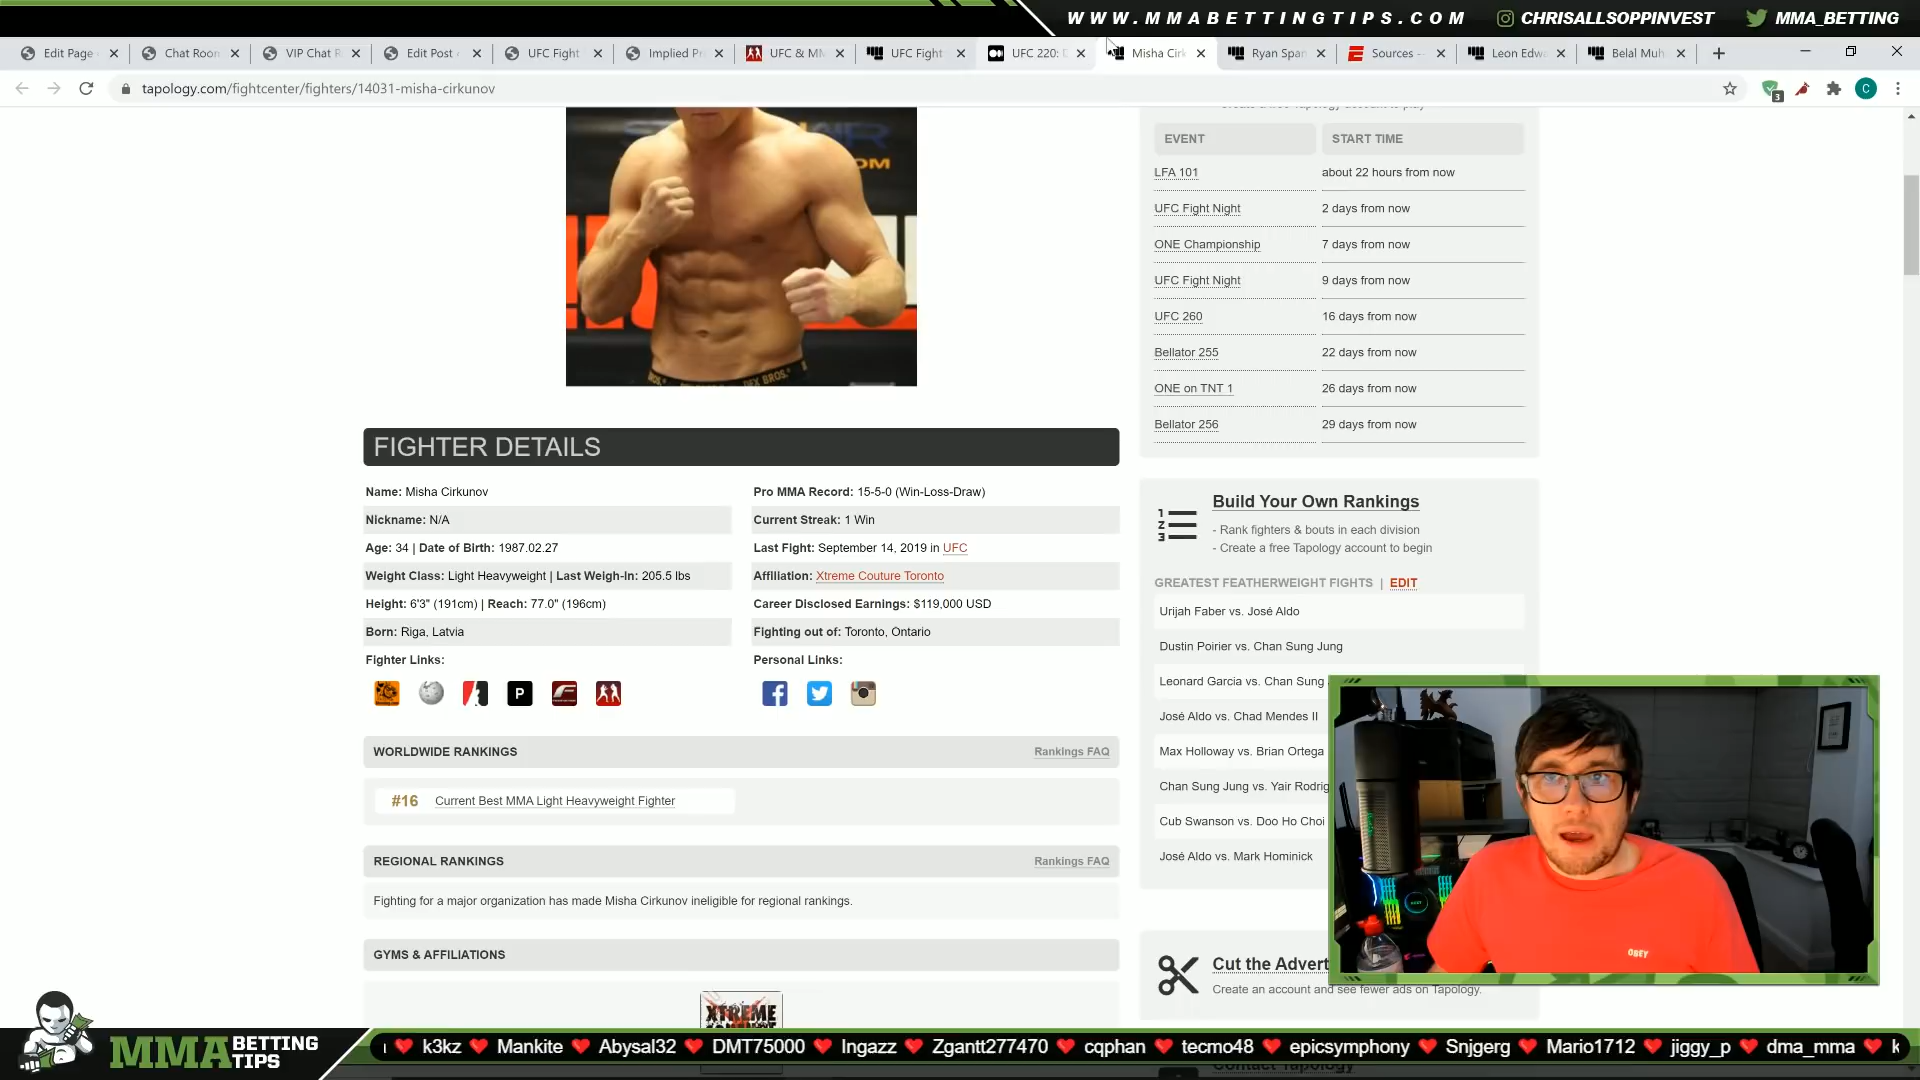 WWW.MMABETTINGTIPS.COM CHRISALLSOPPINVEST MMA_BETTING
Edit Page Chat Room VIP Chat R Edit Post UFC Fight Implied Pr UFC & MM UFC Fight UFC 220: Misha Cirk Ryan Span Sources - Leon Edw Belal Muh
tapology.com/fightcenter/fighters/14031-misha-cirkunov
3
C
EVENT START TIME
LFA 101 about 22 hours from now
UFC Fight Night 2 days from now
ONE Championship 7 days from now
UFC Fight Night 9 days from now
UFC 260 16 days from now
Bellator 255 22 days from now
ONE on TNT 1 26 days from now
Bellator 256 29 days from now
DEX BROS.
FIGHTER DETAILS
Name: Misha Cirkunov Pro MMA Record: 15-5-0 (Win-Loss-Draw)
Nickname: N/A Current Streak: 1 Win
Age: 34 | Date of Birth: 1987.02.27 Last Fight: September 14, 2019 in UFC
Weight Class: Light Heavyweight | Last Weigh-In: 205.5 lbs Affiliation: Xtreme Couture Toronto
Height: 6'3" (191cm) | Reach: 77.0" (196cm) Career Disclosed Earnings: $119,000 USD
Born: Riga, Latvia Fighting out of: Toronto, Ontario
Fighter Links: Personal Links:
P
WORLDWIDE RANKINGS Rankings FAQ
#16 Current Best MMA Light Heavyweight Fighter
REGIONAL RANKINGS Rankings FAQ
Fighting for a major organization has made Misha Cirkunov ineligible for regional rankings.
GYMS & AFFILIATIONS
XTREME
Build Your Own Rankings
- Rank fighters & bouts in each division
- Create a free Tapology account to begin
GREATEST FEATHERWEIGHT FIGHTS | EDIT
Urijah Faber vs. José Aldo
Dustin Poirier vs. Chan Sung Jung
Leonard Garcia vs. Chan Sung
José Aldo vs. Chad Mendes II
Max Holloway vs. Brian Ortega
Chan Sung Jung vs. Yair Rodrig
Cub Swanson vs. Doo Ho Choi
José Aldo vs. Mark Hominick
Cut the Advert
Create an account and see fewer ads on Tapology.
Contact Tapology
OBEY
MMA BETTING TIPS
k3kz Mankite Abysal32 DMT75000 Ingazz Zgantt277470 cqphan tecmo48 epicsymphony Snjgerg Mario1712 jiggy_p dma_mma